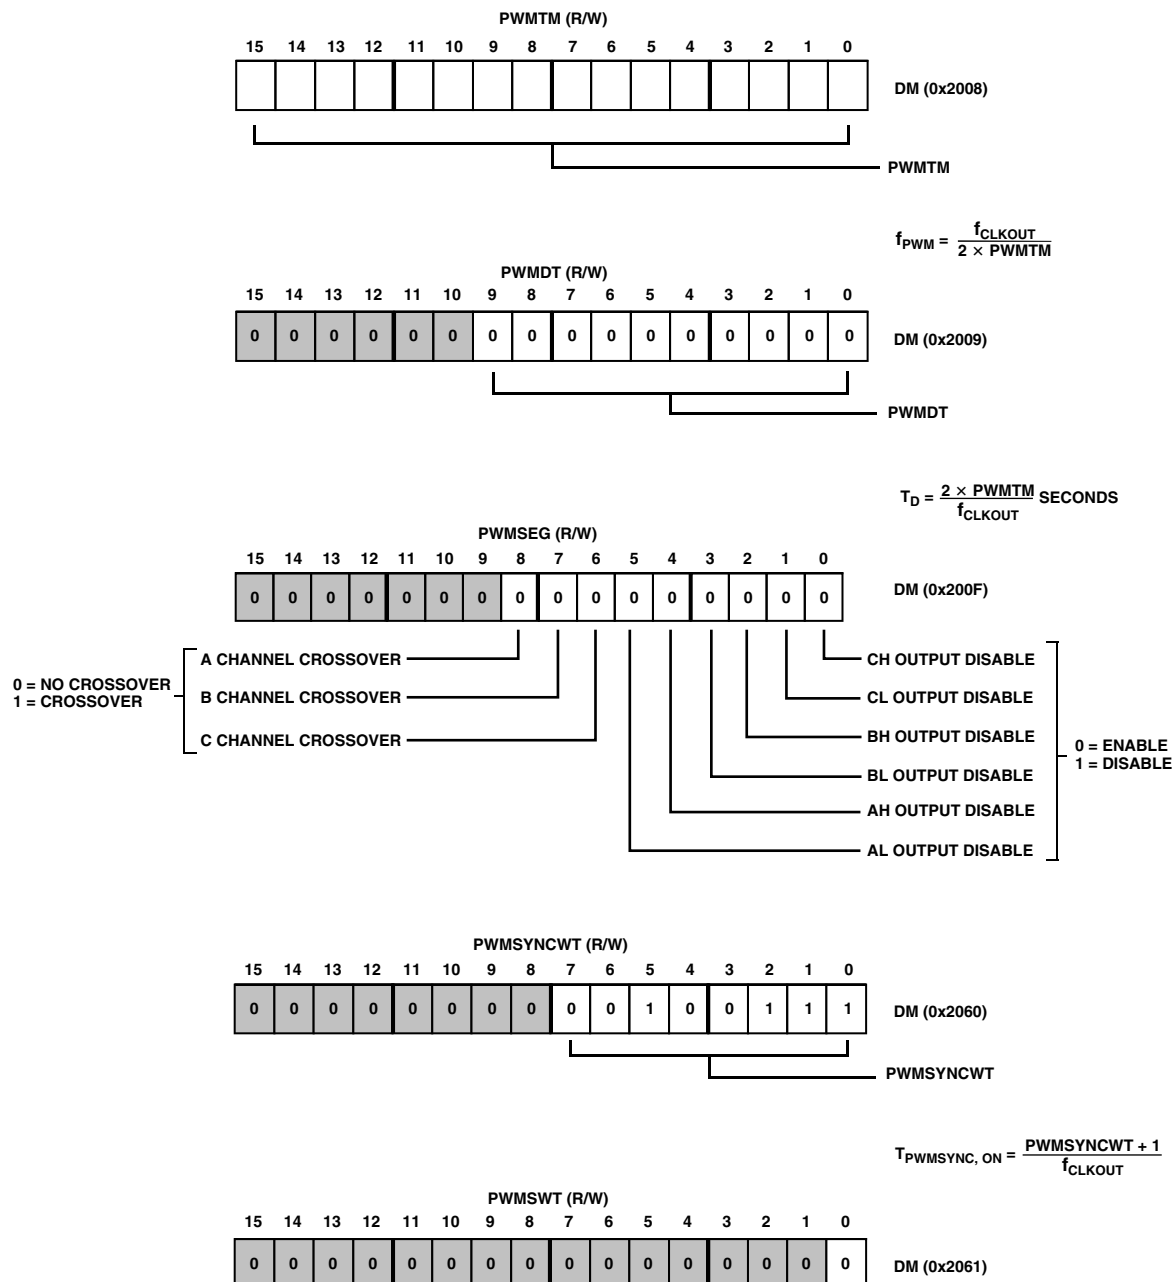 PWMTM (R/W)
15 14 13 12 11 10 9 8 7 6 5 4 3 2 1 0
DM (0x2008)
PWMTM
fPWM = fCLKOUT / 2 × PWMTM
PWMDT (R/W)
15 14 13 12 11 10 9 8 7 6 5 4 3 2 1 0
0 0 0 0 0 0 0 0 0 0 0 0 0 0 0 0 DM (0x2009)
PWMDT
TD = 2 × PWMTM / fCLKOUT SECONDS
PWMSEG (R/W)
15 14 13 12 11 10 9 8 7 6 5 4 3 2 1 0
0 0 0 0 0 0 0 0 0 0 0 0 0 0 0 0 DM (0x200F)
0 = NO CROSSOVER
1 = CROSSOVER
A CHANNEL CROSSOVER
B CHANNEL CROSSOVER
C CHANNEL CROSSOVER
CH OUTPUT DISABLE
CL OUTPUT DISABLE
BH OUTPUT DISABLE
BL OUTPUT DISABLE
AH OUTPUT DISABLE
AL OUTPUT DISABLE
0 = ENABLE
1 = DISABLE
PWMSYNCWT (R/W)
15 14 13 12 11 10 9 8 7 6 5 4 3 2 1 0
0 0 0 0 0 0 0 0 0 0 1 0 0 1 1 1 DM (0x2060)
PWMSYNCWT
TPWMSYNC, ON = PWMSYNCWT + 1 / fCLKOUT
PWMSWT (R/W)
15 14 13 12 11 10 9 8 7 6 5 4 3 2 1 0
0 0 0 0 0 0 0 0 0 0 0 0 0 0 0 0 DM (0x2061)